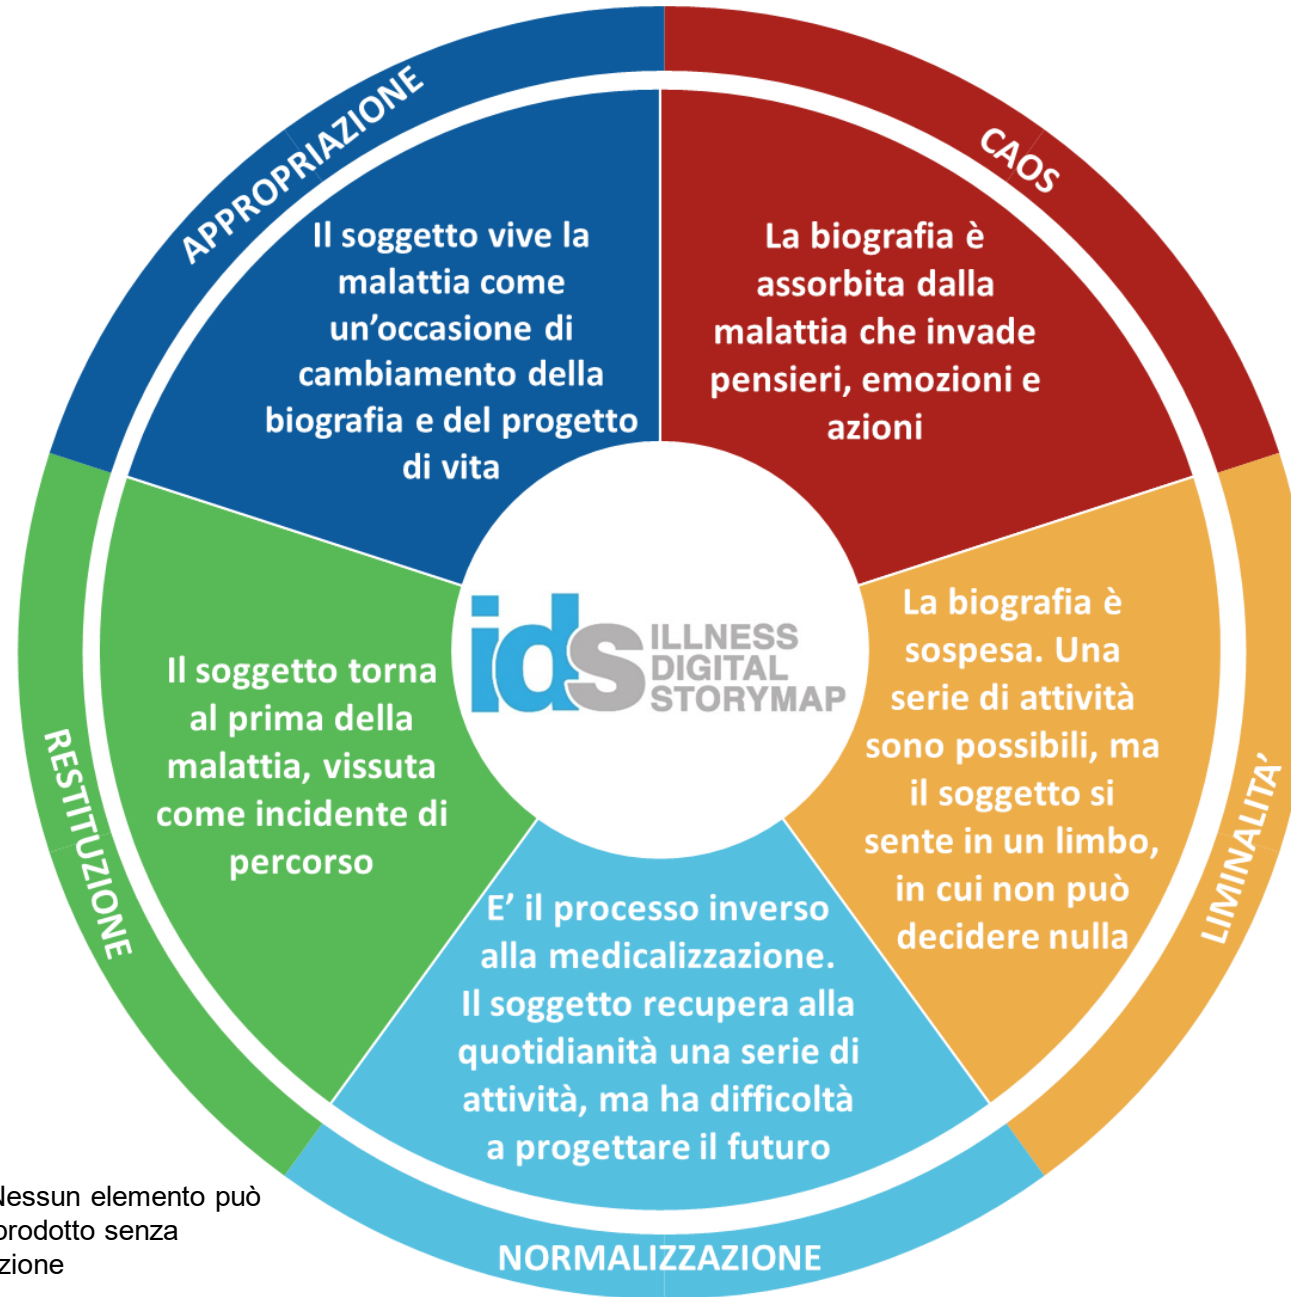 APPROPRIAZIONE
Il soggetto vive la
malattia come
un’occasione di
cambiamento della
biografia e del progetto
di vita
CAOS
La biografia è
assorbita dalla
malattia che invade
pensieri, emozioni e
azioni
LIMINALITA’
La biografia è
sospesa. Una
serie di attività
sono possibili, ma
il soggetto si
sente in un limbo,
in cui non può
decidere nulla
NORMALIZZAZIONE
E’ il processo inverso
alla medicalizzazione.
Il soggetto recupera alla
quotidianità una serie di
attività, ma ha difficoltà
a progettare il futuro
RESTITUZIONE
Il soggetto torna
al prima della
malattia, vissuta
come incidente di
percorso
ids
ILLNESS
DIGITAL
STORYMAP
Nessun elemento può
prodotto senza
zione